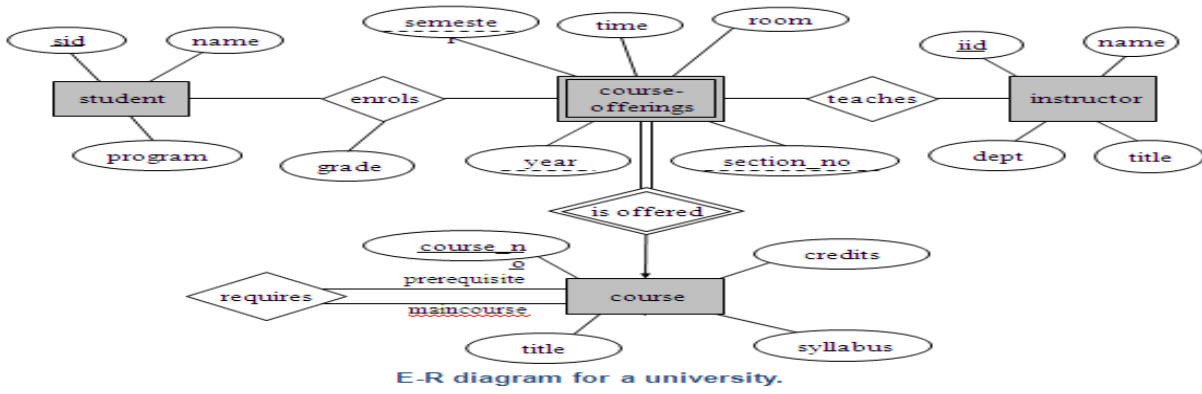 semeste
r
time
room
sid
name
iid
name
student
enrols
course-
offerings
teaches
instructor
program
grade
year
section_no
dept
title
is offered
course_n
o
credits
prerequisite
requires
course
maincourse
title
syllabus
E-R diagram for a university.